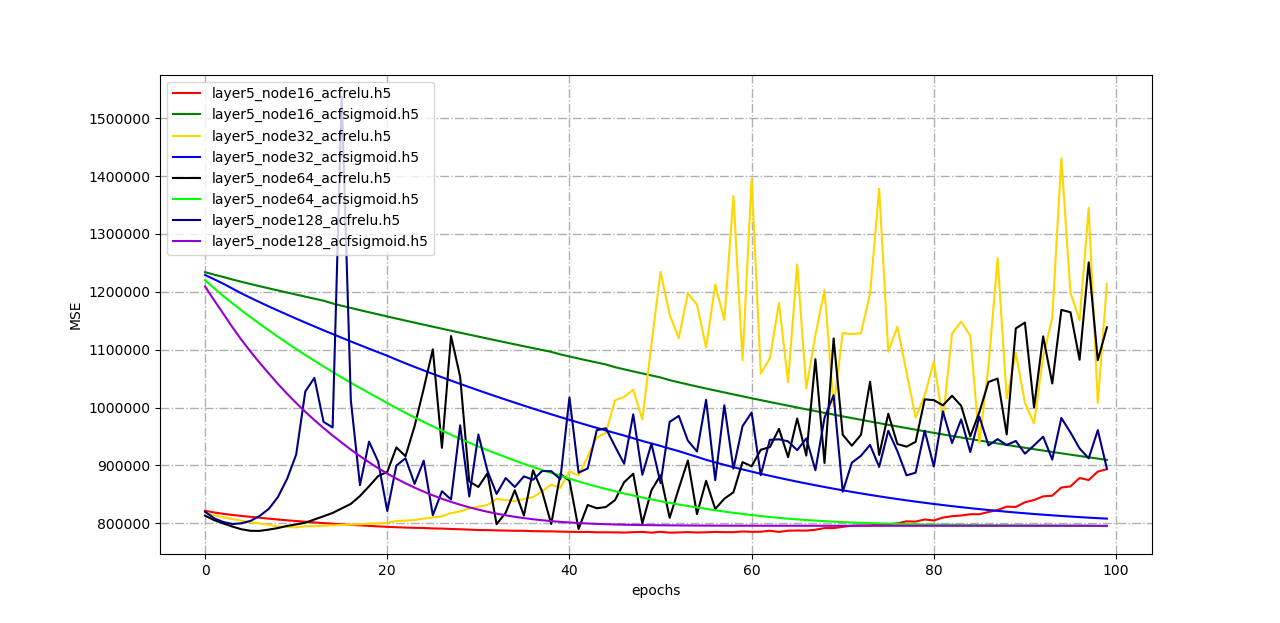 layer5_node16_acfrelu.h5
layer5_node16_acfsigmoid.h5
layer5_node32_acfrelu.h5
layer5_node32_acfsigmoid.h5
layer5_node64_acfrelu.h5
layer5_node64_acfsigmoid.h5
layer5_node128_acfrelu.h5
layer5_node128_acfsigmoid.h5
1500000
1400000
1300000
1200000
1100000
1000000
900000
800000
MSE
0 20 40 60 80 100
epochs